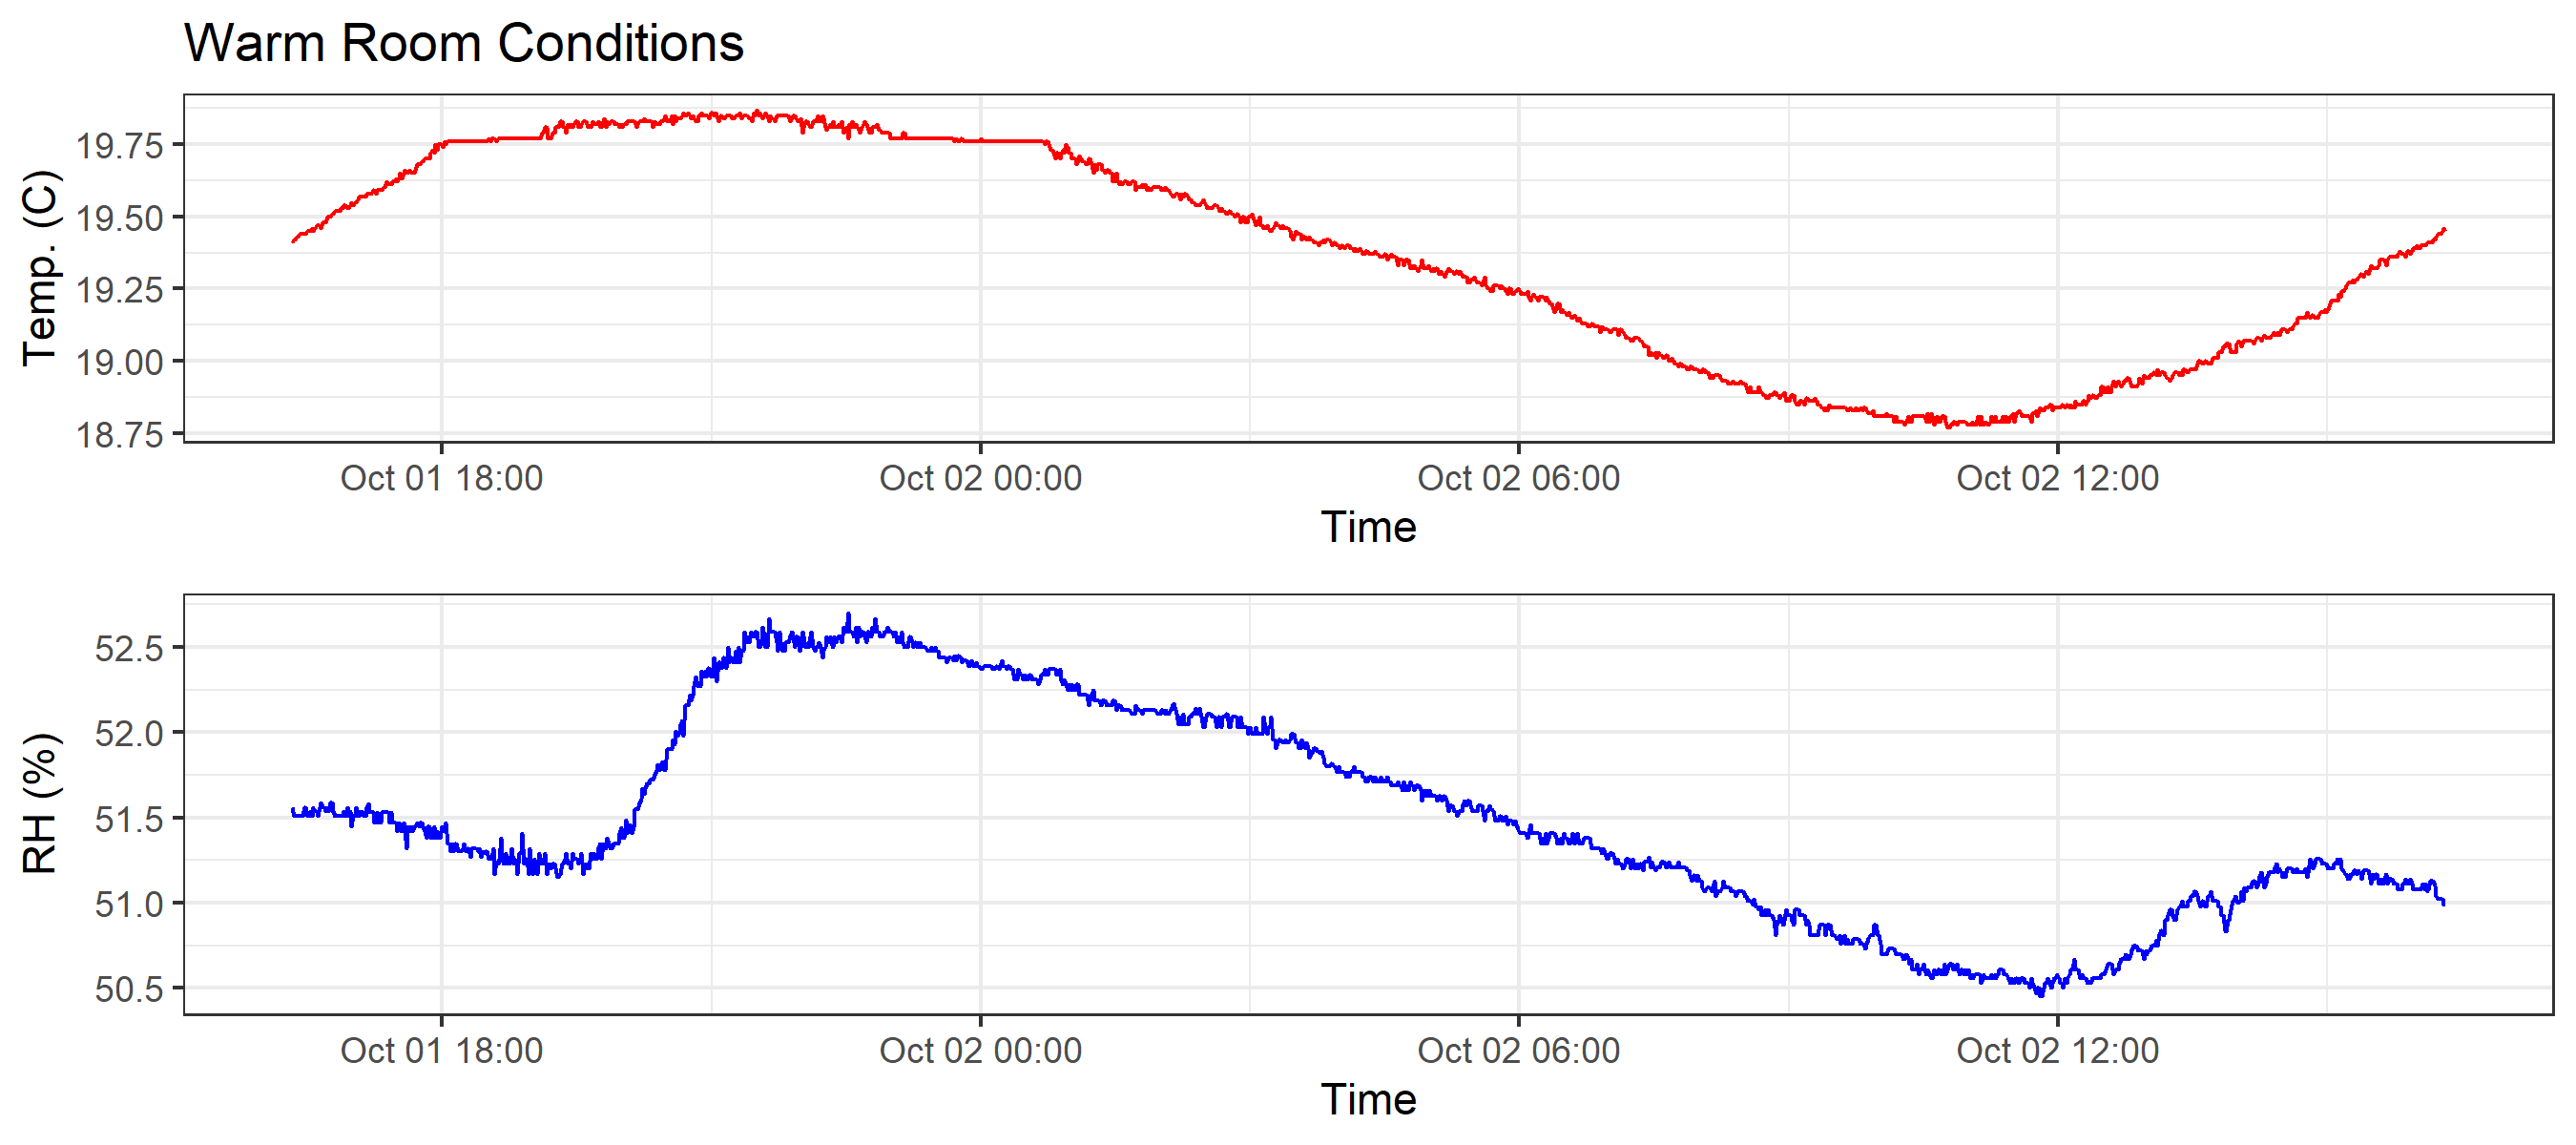 Warm Room Conditions
Temp. (C)
19.75
19.50
19.25
19.00
18.75
Oct 01 18:00 Oct 02 00:00 Oct 02 06:00 Oct 02 12:00
Time
RH (%)
52.5
52.0
51.5
51.0
50.5
Oct 01 18:00 Oct 02 00:00 Oct 02 06:00 Oct 02 12:00
Time